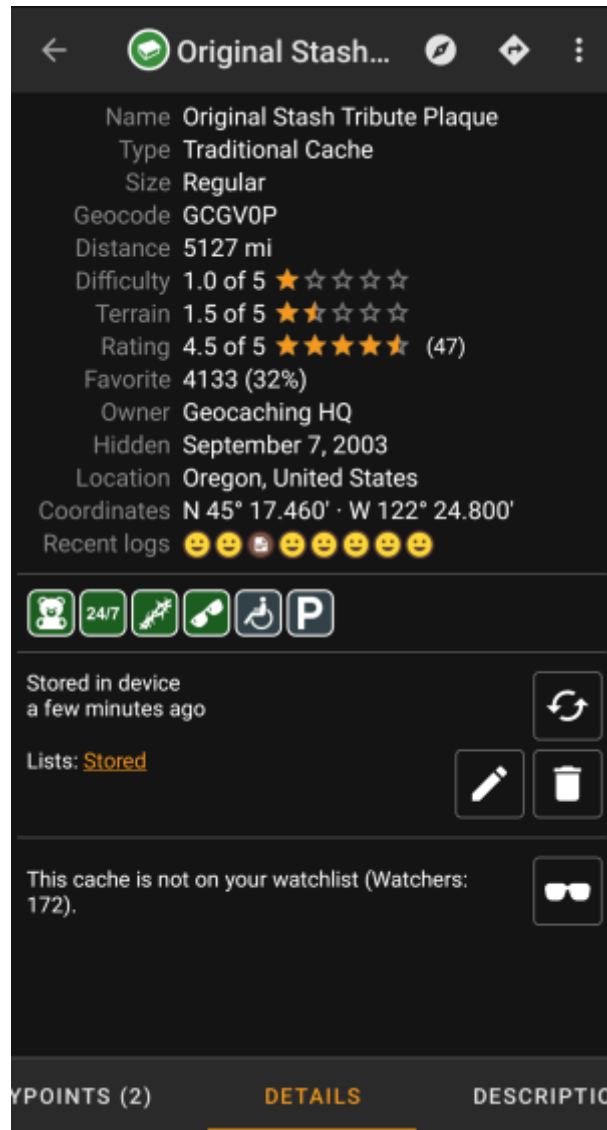 Original Stash...
Name Original Stash Tribute Plaque
Type Traditional Cache
Size Regular
Geocode GCGV0P
Distance 5127 mi
Difficulty 1.0 of 5
Terrain 1.5 of 5
Rating 4.5 of 5 (47)
Favorite 4133 (32%)
Owner Geocaching HQ
Hidden September 7, 2003
Location Oregon, United States
Coordinates N 45° 17.460' · W 122° 24.800'
Recent logs
24/7 P
Stored in device
a few minutes ago
Lists: Stored
This cache is not on your watchlist (Watchers:
172).
YPOINTS (2) DETAILS DESCRIPTIO